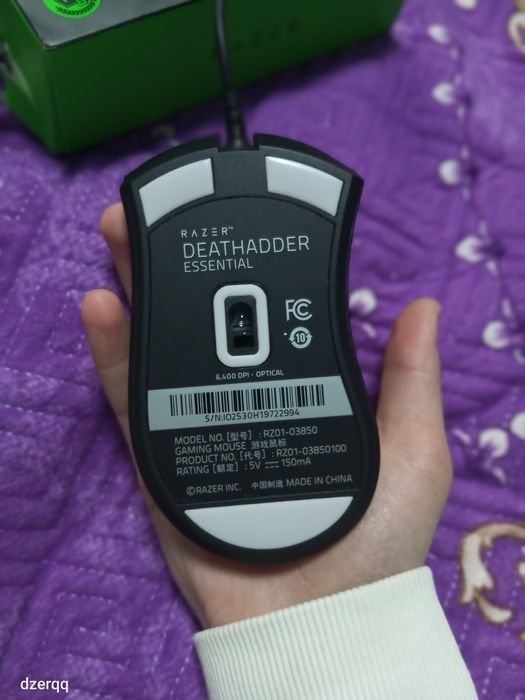 RAZER
RAZER™
DEATHADDER
ESSENTIAL
FC
10
6,400 DPI • OPTICAL
S/N:IO2530H19722994
MODEL NO. [型号] : RZ01-03850
GAMING MOUSE 游戏鼠标
PRODUCT NO. [代号] : RZ01-03850100
RATING [额定] : 5V ⎓ 150mA
©RAZER INC. 中国制造 MADE IN CHINA
dzerqq